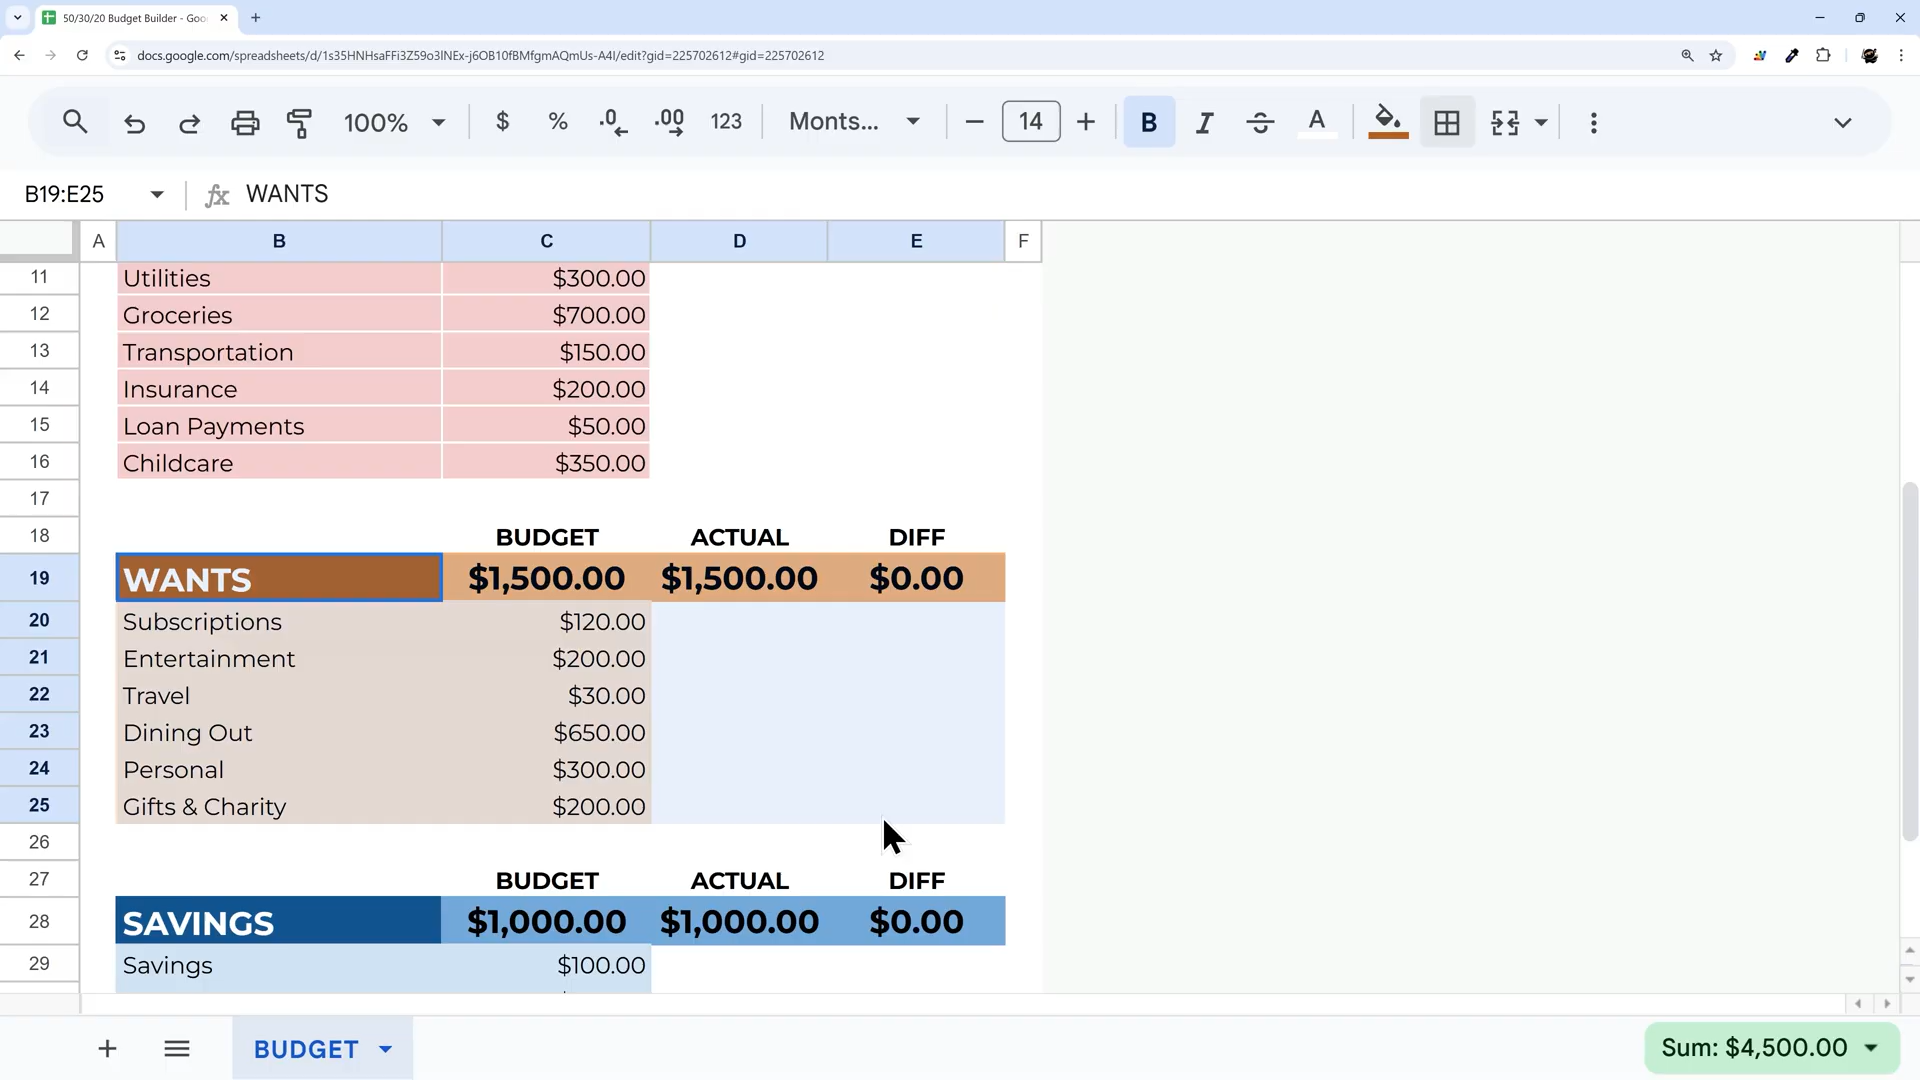 50/30/20 Budget Builder - Goo
docs.google.com/spreadsheets/d/1s35HNHsaFFi3Z59o3lNEx-j6OB10fBMfgmAQmUs-A4I/edit?gid=225702612#gid=225702612
100% $ % .0 .00 123 Monts... 14 B I A
B19:E25 fx WANTS
A B C D E F
11 Utilities $300.00
12 Groceries $700.00
13 Transportation $150.00
14 Insurance $200.00
15 Loan Payments $50.00
16 Childcare $350.00
17
18 BUDGET ACTUAL DIFF
19 WANTS $1,500.00 $1,500.00 $0.00
20 Subscriptions $120.00
21 Entertainment $200.00
22 Travel $30.00
23 Dining Out $650.00
24 Personal $300.00
25 Gifts & Charity $200.00
26
27 BUDGET ACTUAL DIFF
28 SAVINGS $1,000.00 $1,000.00 $0.00
29 Savings $100.00
BUDGET
Sum: $4,500.00